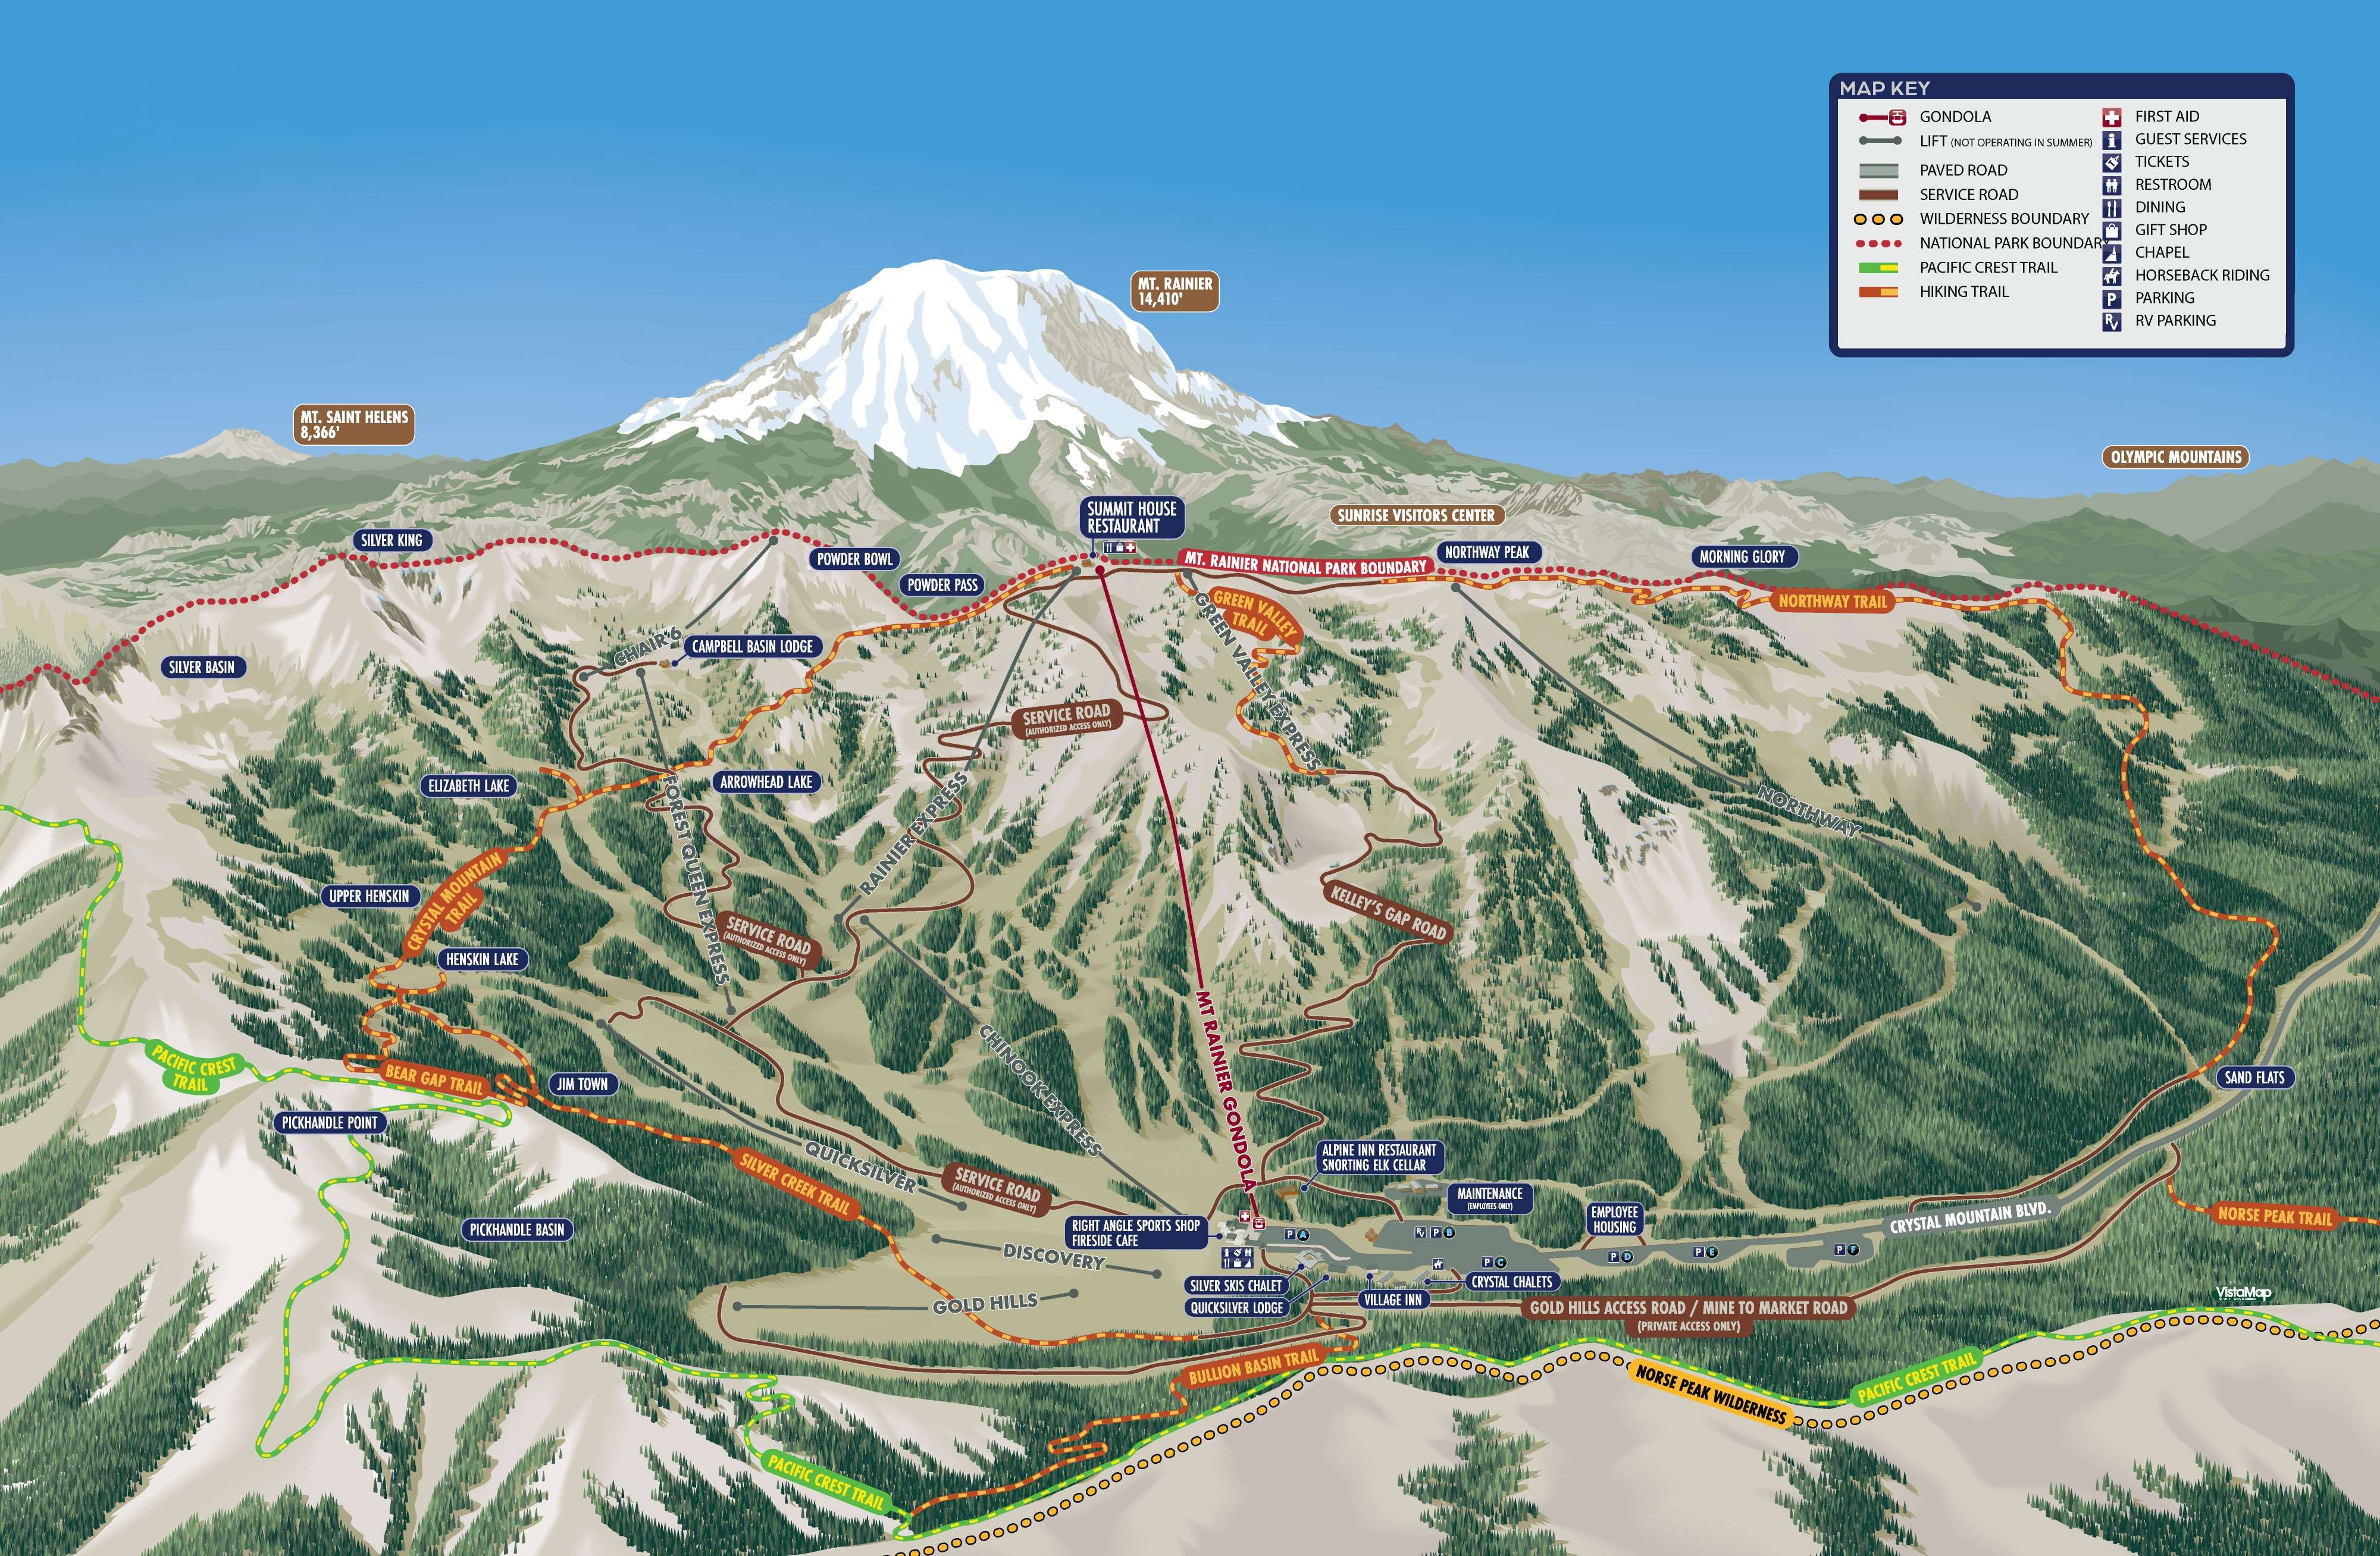 MAP KEY
GONDOLA
LIFT (NOT OPERATING IN SUMMER)
PAVED ROAD
SERVICE ROAD
WILDERNESS BOUNDARY
NATIONAL PARK BOUNDARY
PACIFIC CREST TRAIL
HIKING TRAIL
FIRST AID
GUEST SERVICES
TICKETS
RESTROOM
DINING
GIFT SHOP
CHAPEL
HORSEBACK RIDING
P PARKING
RV RV PARKING
MT. RAINIER
14,410'
MT. SAINT HELENS
8,366'
OLYMPIC MOUNTAINS
SUMMIT HOUSE
RESTAURANT
SUNRISE VISITORS CENTER
SILVER KING
POWDER BOWL
POWDER PASS
MT. RAINIER NATIONAL PARK BOUNDARY
NORTHWAY PEAK
MORNING GLORY
NORTHWAY TRAIL
GREEN VALLEY
TRAIL
GREEN VALLEY EXPRESS
SILVER BASIN
CHAIR 6
CAMPBELL BASIN LODGE
SERVICE ROAD
(AUTHORIZED ACCESS ONLY)
ELIZABETH LAKE
ARROWHEAD LAKE
FOREST QUEEN EXPRESS
RAINIER EXPRESS
NORTHWAY
UPPER HENSKIN
CRYSTAL MOUNTAIN
TRAIL
KELLEY'S GAP ROAD
SERVICE ROAD
(AUTHORIZED ACCESS ONLY)
HENSKIN LAKE
CHINOOK EXPRESS
MT RAINIER GONDOLA
PACIFIC CREST
TRAIL
BEAR GAP TRAIL
JIM TOWN
SAND FLATS
PICKHANDLE POINT
QUICKSILVER
SILVER CREEK TRAIL
SERVICE ROAD
(AUTHORIZED ACCESS ONLY)
ALPINE INN RESTAURANT
SNORTING ELK CELLAR
MAINTENANCE
(EMPLOYEES ONLY)
EMPLOYEE
HOUSING
CRYSTAL MOUNTAIN BLVD.
NORSE PEAK TRAIL
PICKHANDLE BASIN
RIGHT ANGLE SPORTS SHOP
FIRESIDE CAFE
P A
RV P B
P C
P D
P E
P F
DISCOVERY
SILVER SKIS CHALET
QUICKSILVER LODGE
VILLAGE INN
CRYSTAL CHALETS
GOLD HILLS
GOLD HILLS ACCESS ROAD / MINE TO MARKET ROAD
(PRIVATE ACCESS ONLY)
VistaMap
BULLION BASIN TRAIL
NORSE PEAK WILDERNESS
PACIFIC CREST TRAIL
PACIFIC CREST TRAIL